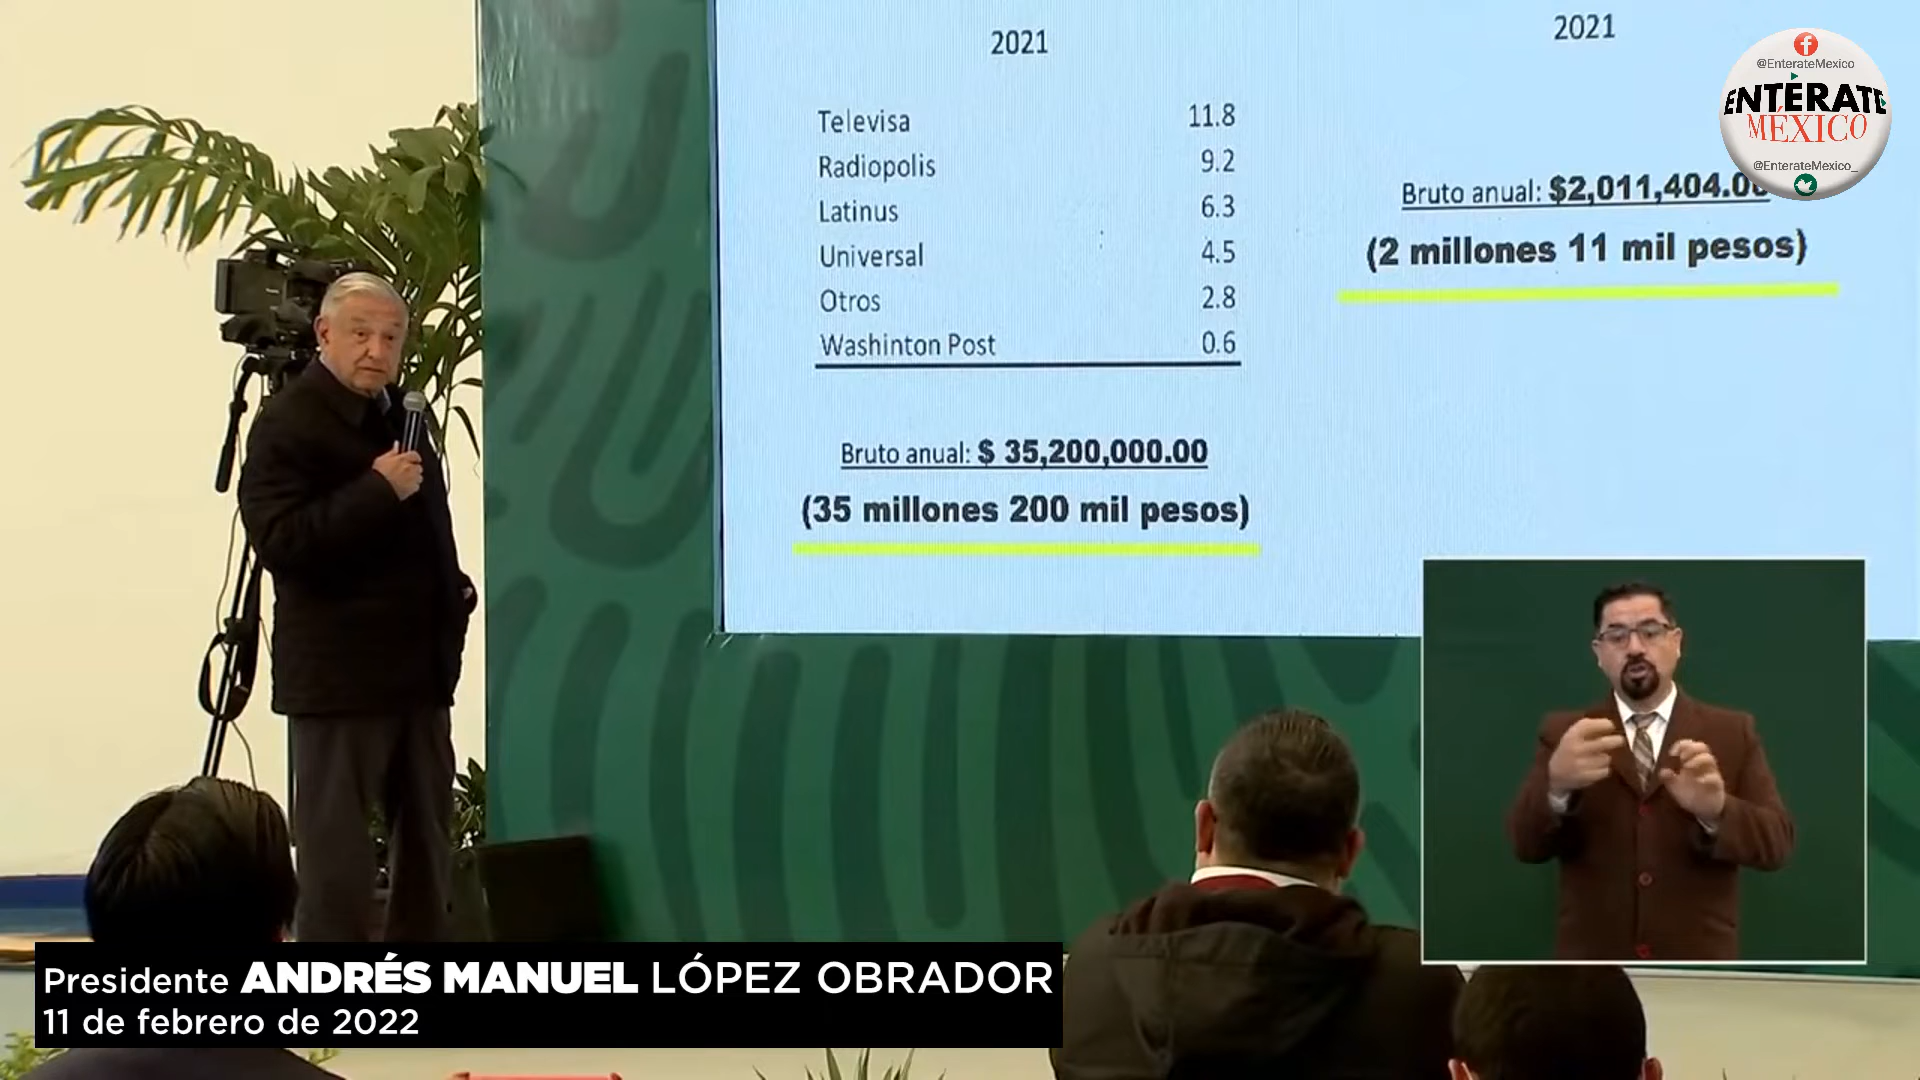 2021
Televisa 11.8
Radiopolis 9.2
Latinus 6.3
Universal 4.5
Otros 2.8
Washinton Post 0.6
Bruto anual: $ 35,200,000.00
(35 millones 200 mil pesos)
2021
Bruto anual: $2,011,404.00
(2 millones 11 mil pesos)
@EnterateMexico
ENTÉRATE
MÉXICO
@EnterateMexico_
Presidente ANDRÉS MANUEL LÓPEZ OBRADOR
11 de febrero de 2022